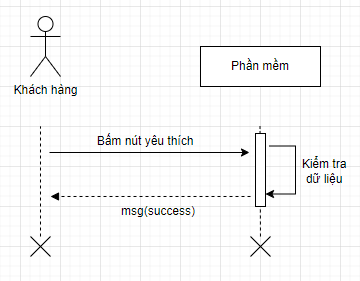 Khách hàng
Phần mềm
Bấm nút yêu thích
Kiểm tra
dữ liệu
msg(success)